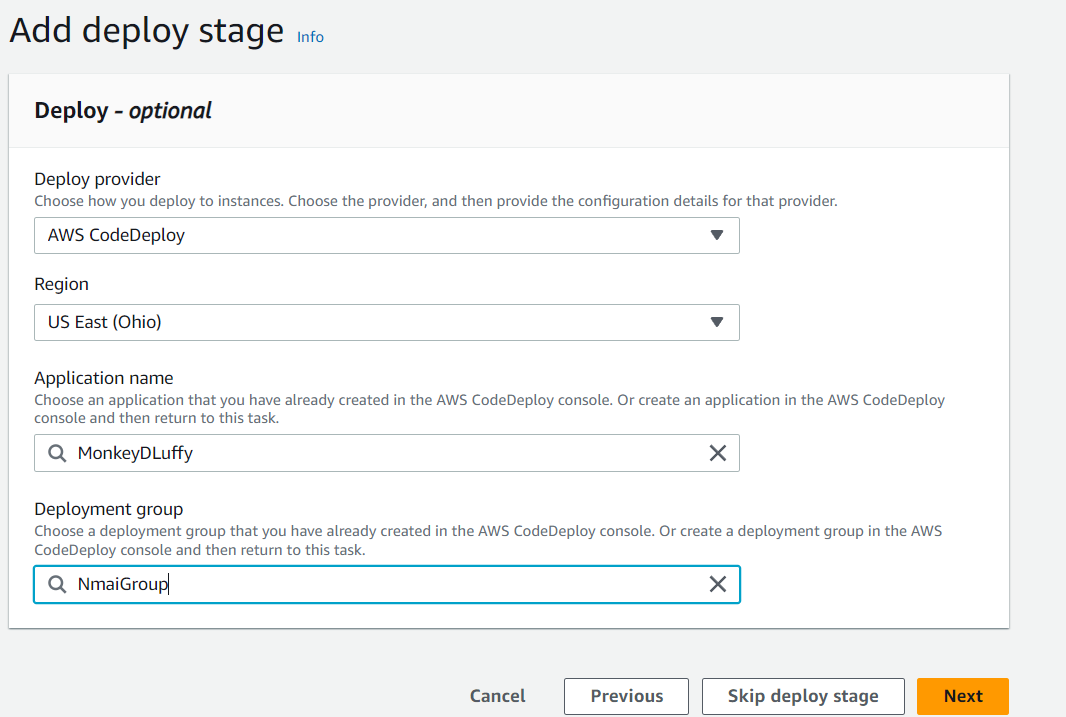 Add deploy stage Info
Deploy - optional
Deploy provider
Choose how you deploy to instances. Choose the provider, and then provide the configuration details for that provider.
AWS CodeDeploy
Region
US East (Ohio)
Application name
Choose an application that you have already created in the AWS CodeDeploy console. Or create an application in the AWS CodeDeploy
console and then return to this task.
MonkeyDLuffy
Deployment group
Choose a deployment group that you have already created in the AWS CodeDeploy console. Or create a deployment group in the AWS
CodeDeploy console and then return to this task.
NmaiGroup
Cancel Previous Skip deploy stage Next